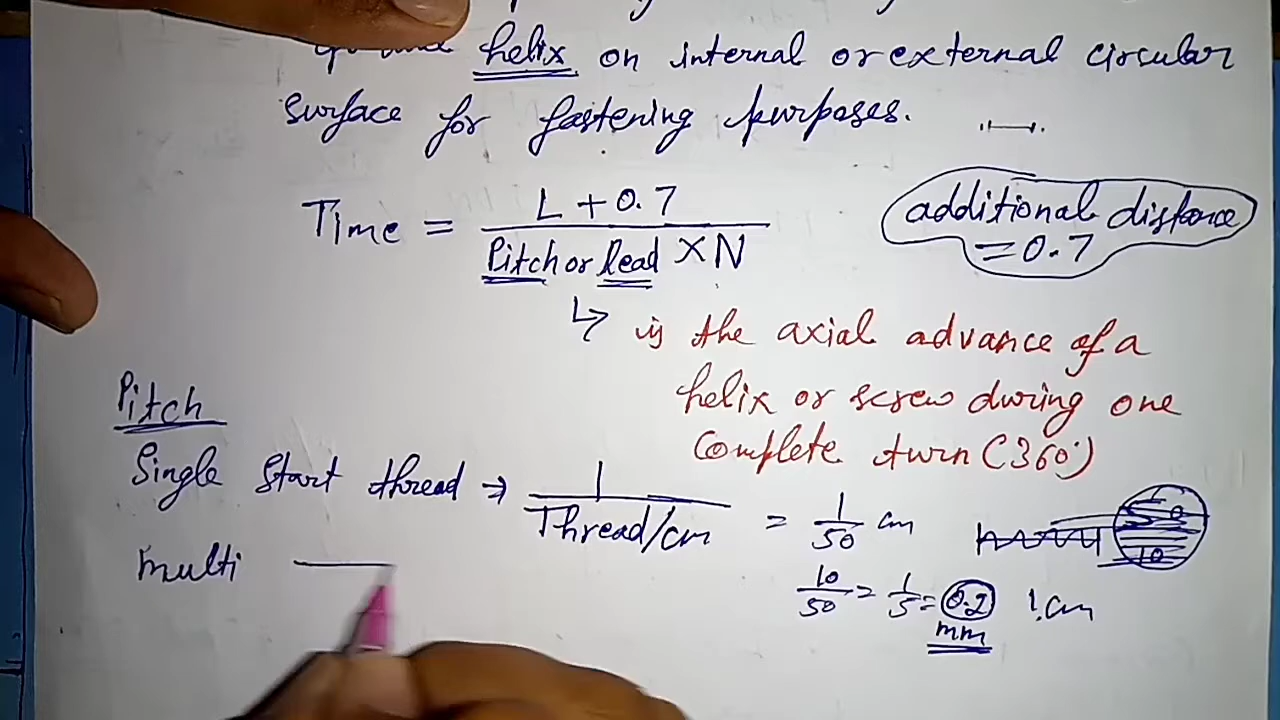 helix on internal or external circular
surface for fastening purposes.
Time = L + 0.7 / Pitch or lead × N
additional distance
= 0.7
↳ is the axial advance of a
helix or screw during one
Complete turn (360°)
Pitch
Single Start thread → 1 / Thread/cm = 1/50 cm
10/50 = 1/5 = 0.2 mm
1 cm
10
multi